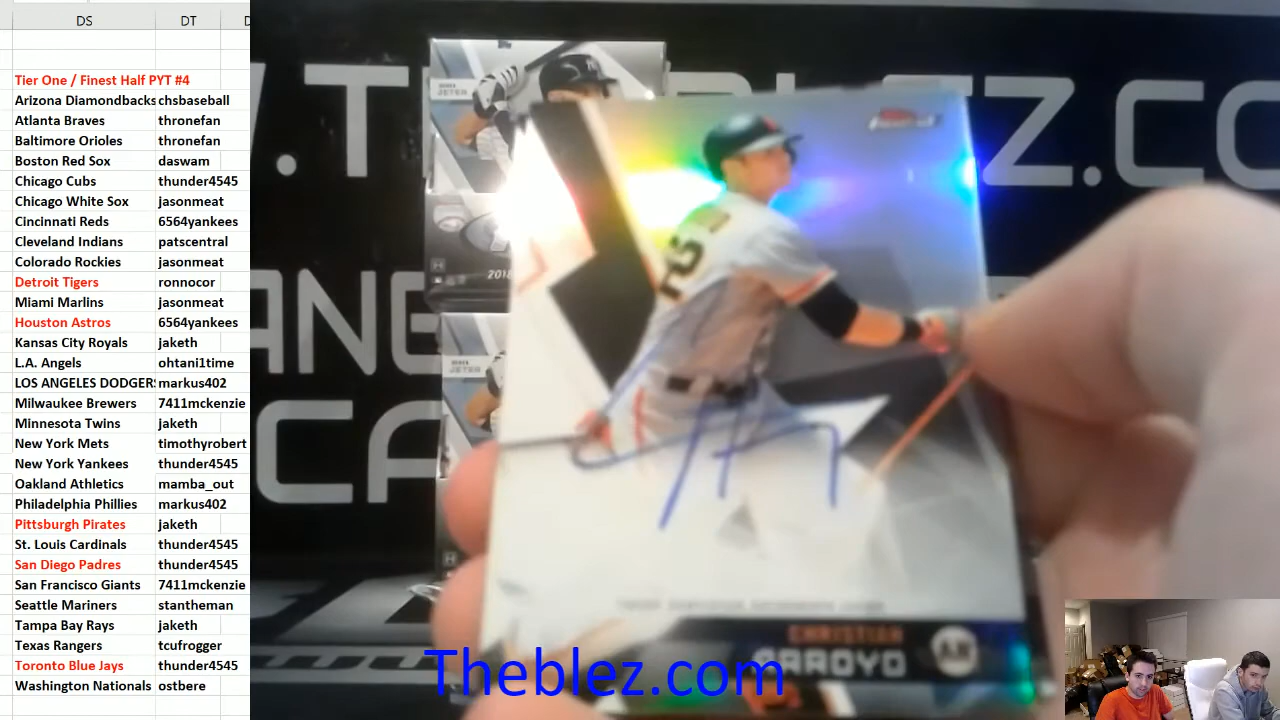 DS DT
Tier One / Finest Half PYT #4
Arizona Diamondbacks chsbaseball
Atlanta Braves thronefan
Baltimore Orioles thronefan
Boston Red Sox daswam
Chicago Cubs thunder4545
Chicago White Sox jasonmeat
Cincinnati Reds 6564yankees
Cleveland Indians patscentral
Colorado Rockies jasonmeat
Detroit Tigers ronnocor
Miami Marlins jasonmeat
Houston Astros 6564yankees
Kansas City Royals jaketh
L.A. Angels ohtani1time
LOS ANGELES DODGERS markus402
Milwaukee Brewers 7411mckenzie
Minnesota Twins jaketh
New York Mets timothyrobert
New York Yankees thunder4545
Oakland Athletics mamba_out
Philadelphia Phillies markus402
Pittsburgh Pirates jaketh
St. Louis Cardinals thunder4545
San Diego Padres thunder4545
San Francisco Giants 7411mckenzie
Seattle Mariners stantheman
Tampa Bay Rays jaketh
Texas Rangers tcufrogger
Toronto Blue Jays thunder4545
Washington Nationals ostbere
JETER
2018
JETER
CHRISTIAN
ARROYO
Theblez.com